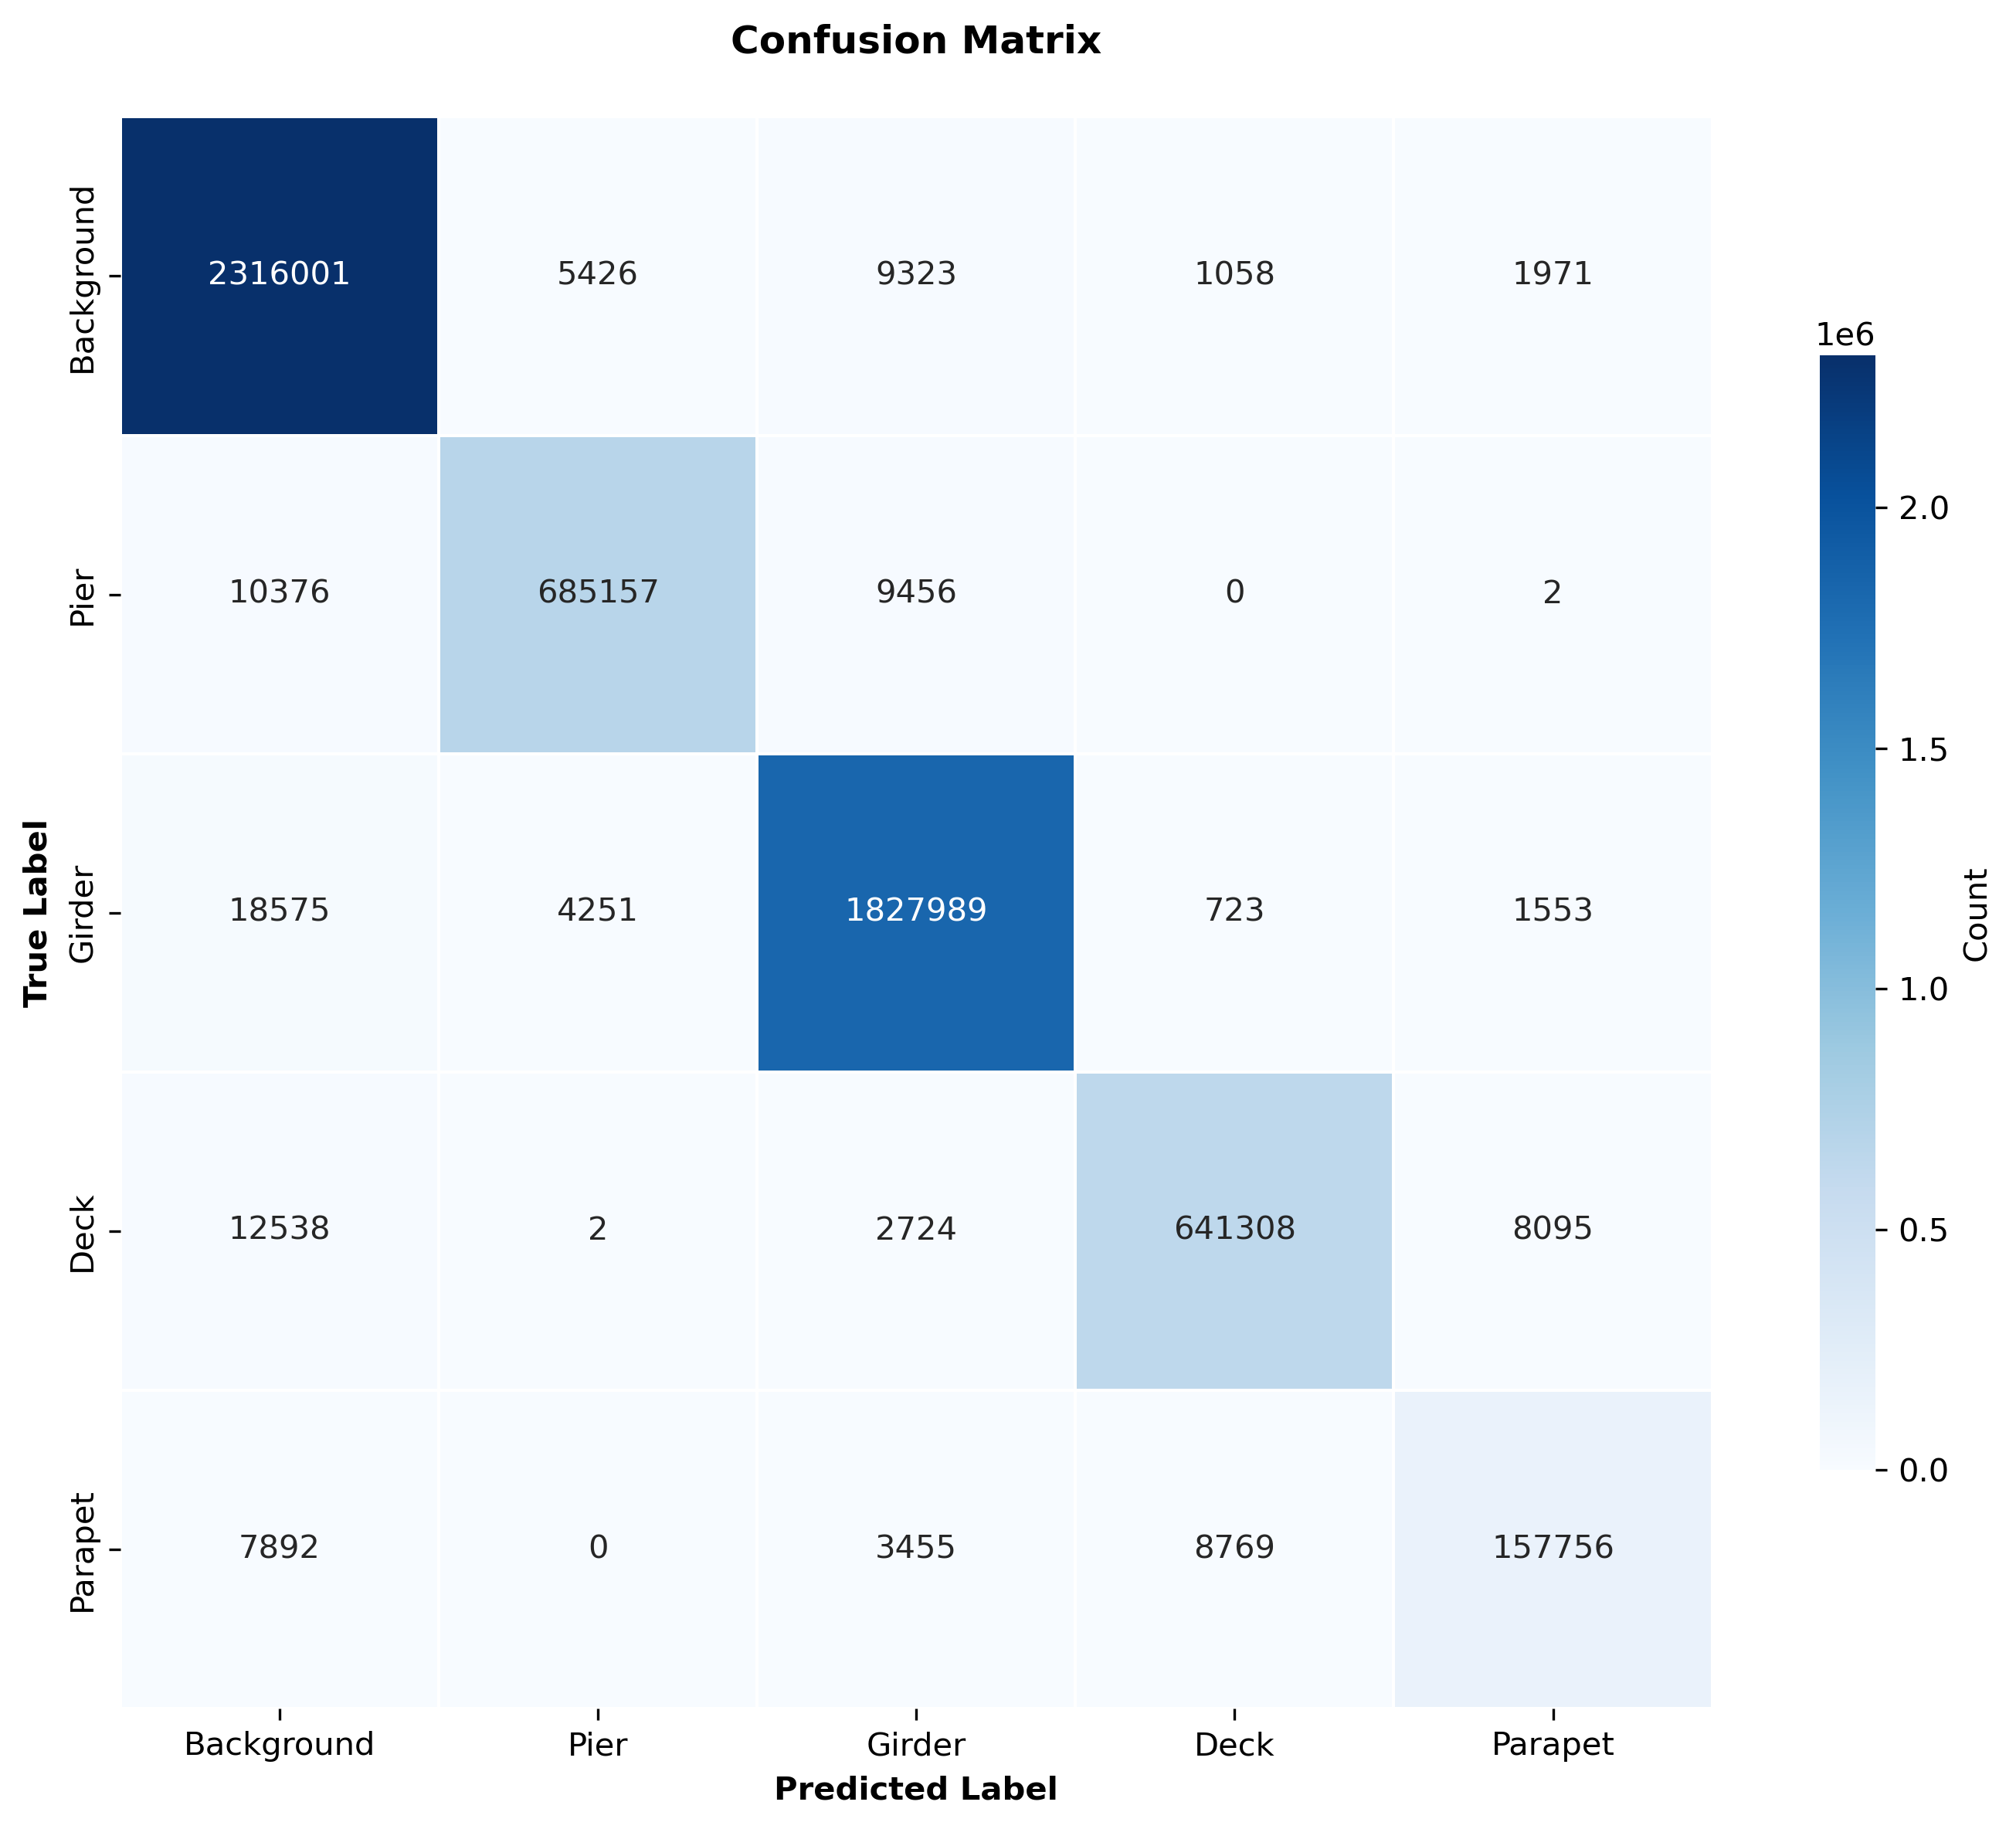 Confusion Matrix
Background 2316001 5426 9323 1058 1971
Pier 10376 685157 9456 0 2
Girder 18575 4251 1827989 723 1553
Deck 12538 2 2724 641308 8095
Parapet 7892 0 3455 8769 157756
Background Pier Girder Deck Parapet
Predicted Label
True Label
1e6
2.0
1.5
1.0
0.5
0.0
Count